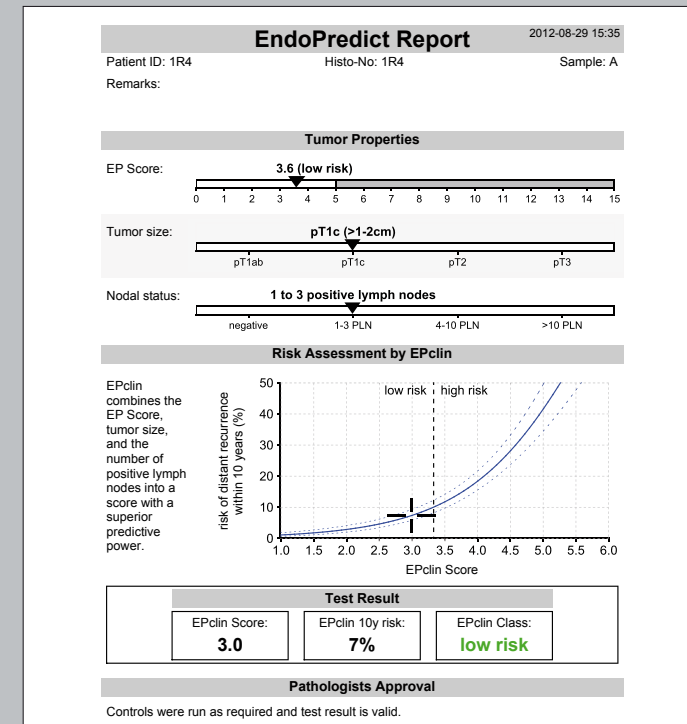 EndoPredict Report 2012-08-29 15:35
Patient ID: 1R4 Histo-No: 1R4 Sample: A
Remarks:
Tumor Properties
EP Score: 3.6 (low risk)
0 1 2 3 4 5 6 7 8 9 10 11 12 13 14 15
Tumor size: pT1c (>1-2cm)
pT1ab pT1c pT2 pT3
Nodal status: 1 to 3 positive lymph nodes
negative 1-3 PLN 4-10 PLN >10 PLN
Risk Assessment by EPclin
EPclin
combines the
EP Score,
tumor size,
and the
number of
positive lymph
nodes into a
score with a
superior
predictive
power.
risk of distant recurrence
within 10 years (%)
50
40
30
20
10
0
low risk high risk
1.0 1.5 2.0 2.5 3.0 3.5 4.0 4.5 5.0 5.5 6.0
EPclin Score
Test Result
EPclin Score: EPclin 10y risk: EPclin Class:
3.0 7% low risk
Pathologists Approval
Controls were run as required and test result is valid.